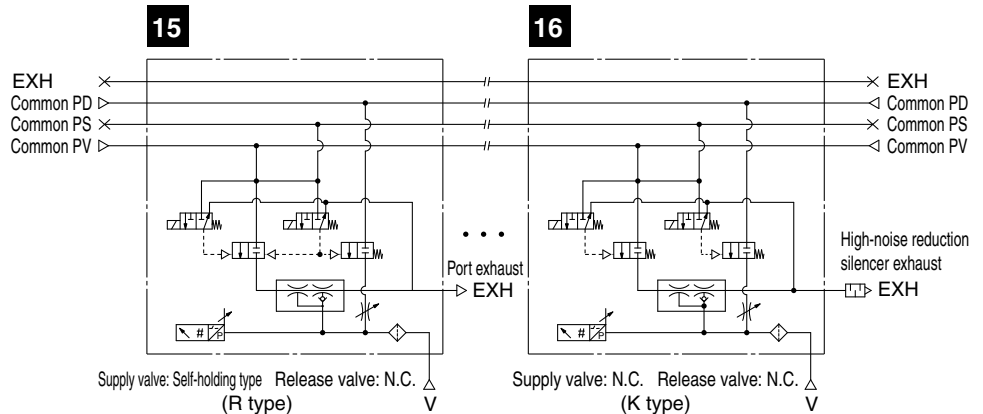 15
16
EXH
EXH
Common PD
Common PD
Common PS
Common PS
Common PV
Common PV
Port exhaust
EXH
High-noise reduction
silencer exhaust
EXH
#
P
#
P
Supply valve: Self-holding type
Release valve: N.C.
(R type)
V
Supply valve: N.C.
Release valve: N.C.
(K type)
V